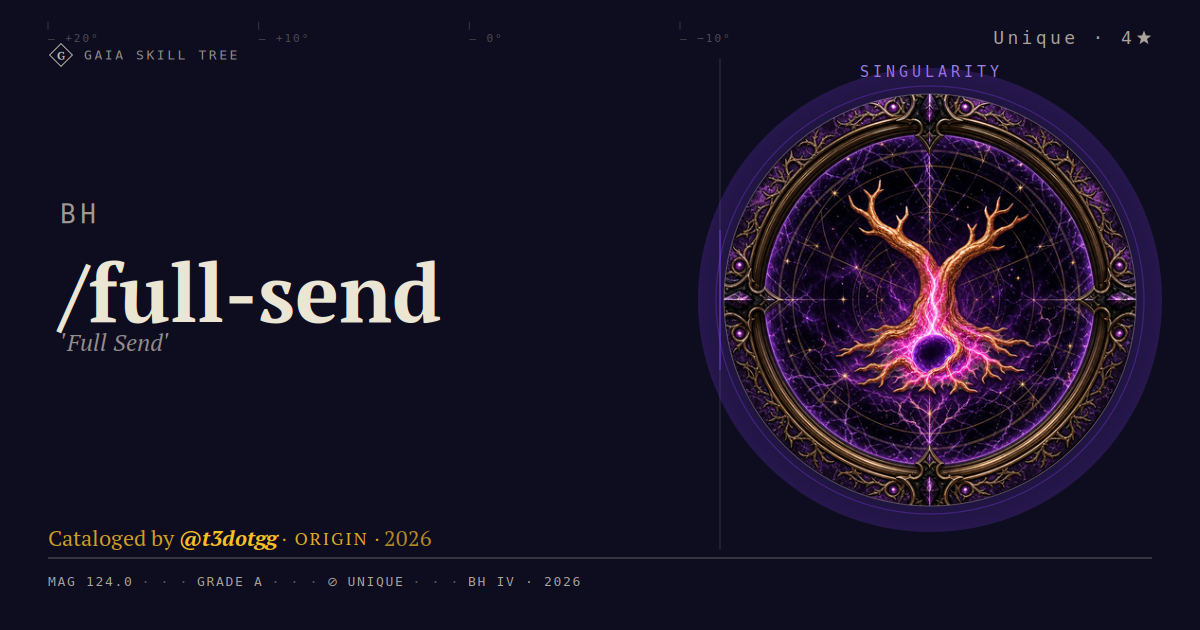 — +20°
— +10°
— 0°
— −10°
Unique · 4★
G GAIA SKILL TREE
SINGULARITY
BH
/full-send
'Full Send'
Cataloged by @t3dotgg · ORIGIN · 2026
MAG 124.0 · · · GRADE A · · · ⊘ UNIQUE · · · BH IV · 2026